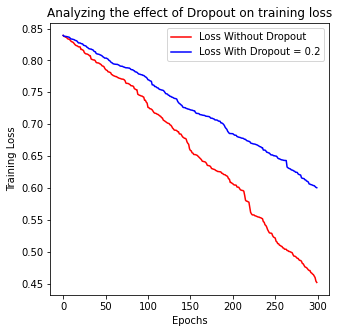 Analyzing the effect of Dropout on training loss
Loss Without Dropout
Loss With Dropout = 0.2
0.85
0.80
0.75
0.70
0.65
0.60
0.55
0.50
0.45
Training Loss
0 50 100 150 200 250 300
Epochs